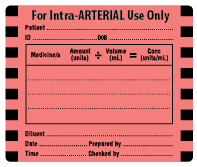 For Intra-ARTERIAL Use Only
Patient
ID DOB
Medicine/s Amount (units) ÷ Volume (mL) = Conc (units/mL)
Diluent
Date Prepared by
Time Checked by